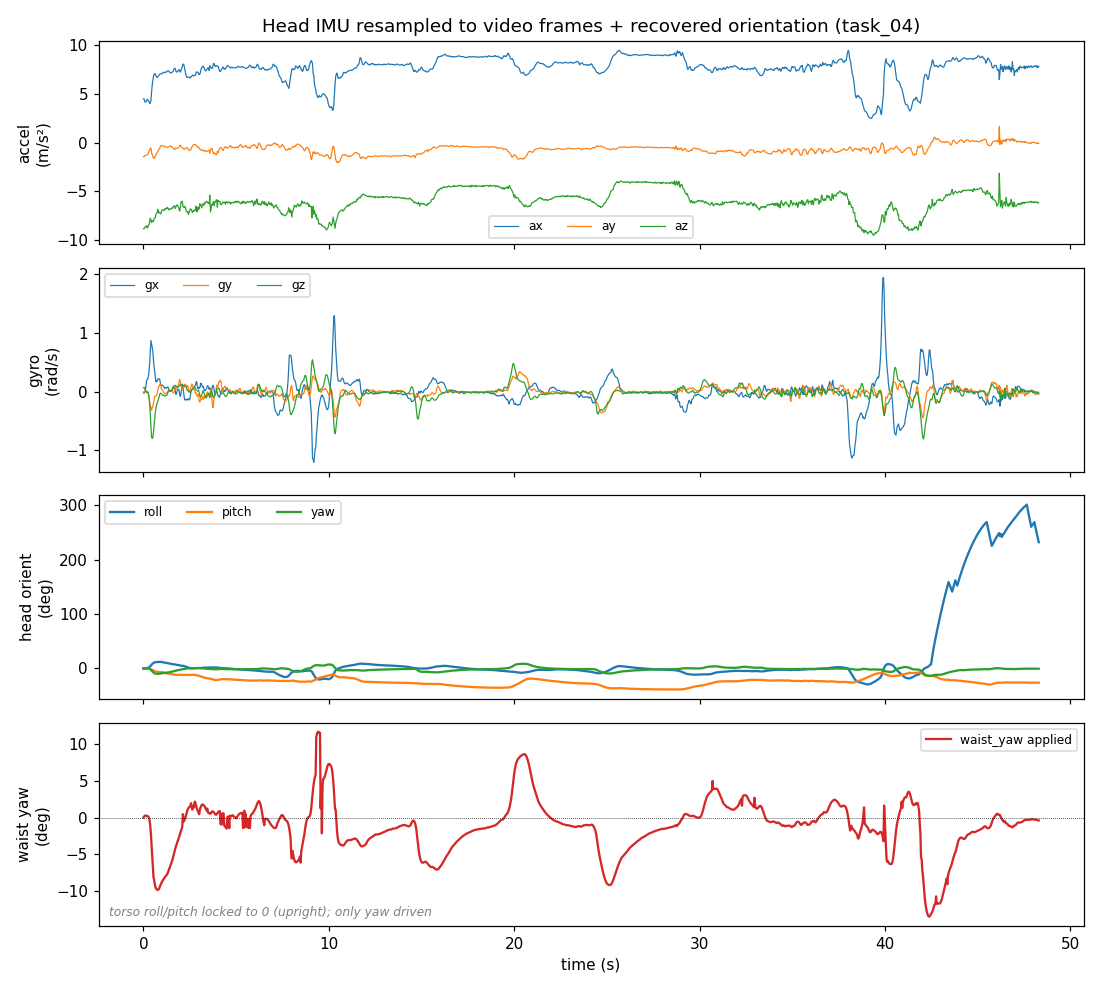 Head IMU resampled to video frames + recovered orientation (task_04)
accel
(m/s²)
10
5
0
−5
−10
ax ay az
gyro
(rad/s)
2
1
0
−1
gx gy gz
head orient
(deg)
300
200
100
0
roll pitch yaw
waist yaw
(deg)
10
5
0
−5
−10
waist_yaw applied
torso roll/pitch locked to 0 (upright); only yaw driven
0 10 20 30 40 50
time (s)